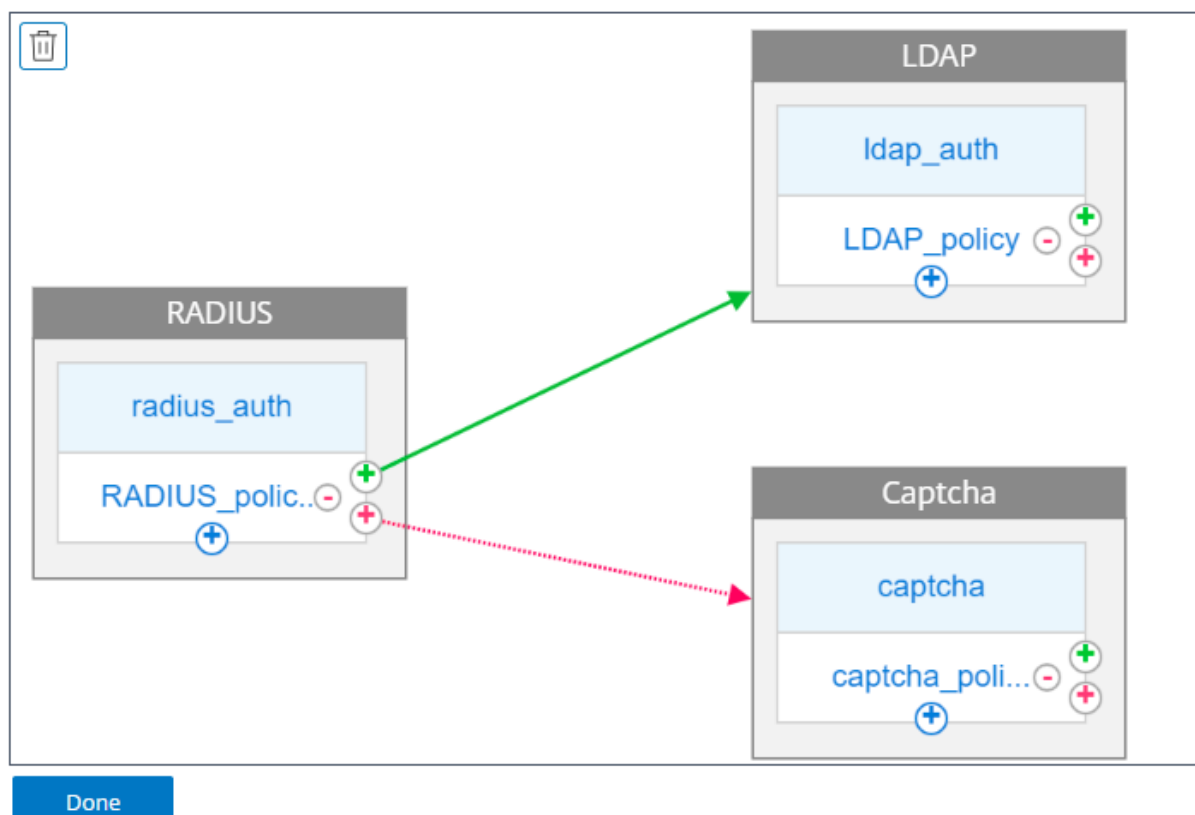 LDAP
ldap_auth
LDAP_policy
RADIUS
radius_auth
RADIUS_polic..
Captcha
captcha
captcha_poli...
Done